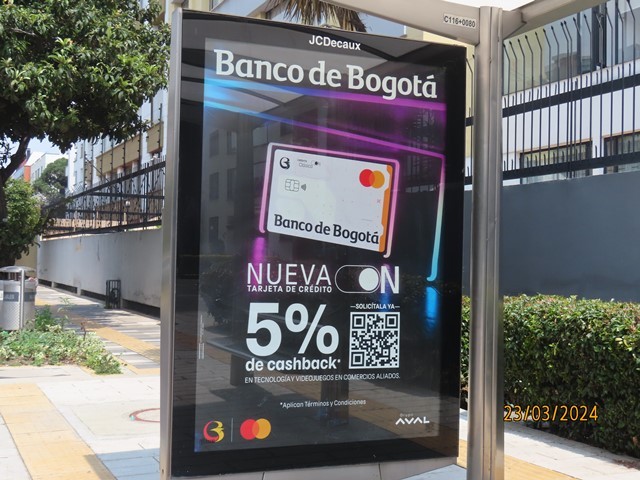 C116+0080
JCDecaux
Banco de Bogotá
Banco de Bogotá
NUEVA ON
TARJETA DE CRÉDITO
SOLICÍTALA YA
5%
de cashback*
EN TECNOLOGÍA Y VIDEOJUEGOS EN COMERCIOS ALIADOS.
*Aplican Términos y Condiciones
Grupo
AVAL
23/03/2024